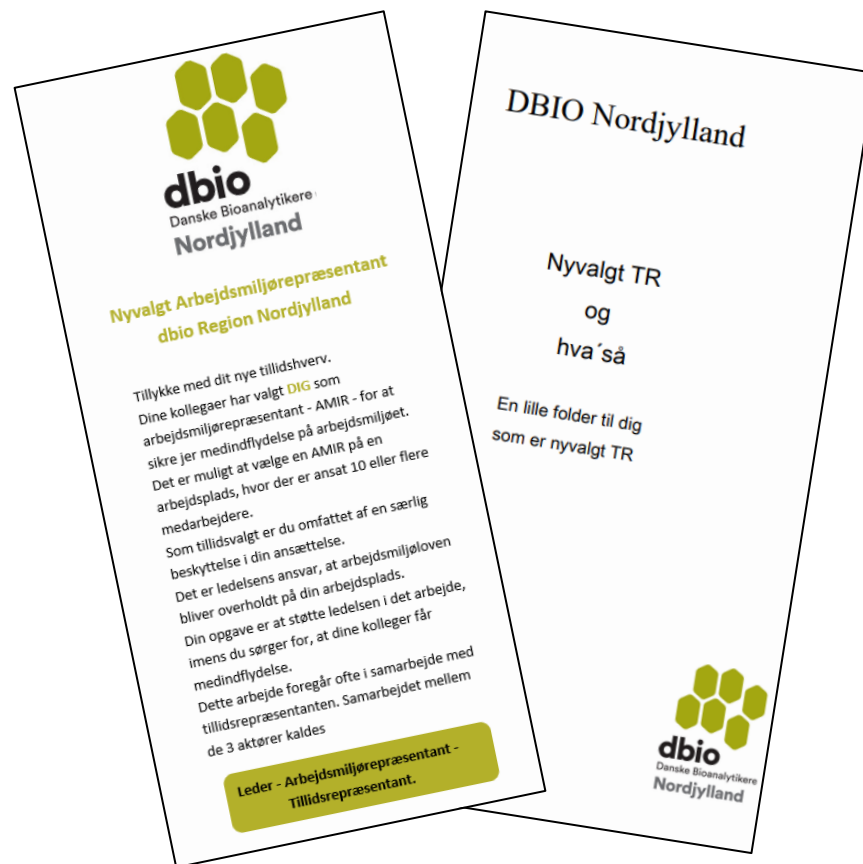 dbio
Danske Bioanalytikere
Nordjylland
Nyvalgt Arbejdsmiljørepræsentant
dbio Region Nordjylland
Tillykke med dit nye tillidshverv.
Dine kollegaer har valgt DIG som
arbejdsmiljørepræsentant - AMIR - for at
sikre jer medindflydelse på arbejdsmiljøet.
Det er muligt at vælge en AMIR på en
arbejdsplads, hvor der er ansat 10 eller flere
medarbejdere.
Som tillidsvalgt er du omfattet af en særlig
beskyttelse i din ansættelse.
Det er ledelsens ansvar, at arbejdsmiljøloven
bliver overholdt på din arbejdsplads.
Din opgave er at støtte ledelsen i det arbejde,
imens du sørger for, at dine kolleger får
medindflydelse.
Dette arbejde foregår ofte i samarbejde med
tillidsrepræsentanten. Samarbejdet mellem
de 3 aktører kaldes
Leder - Arbejdsmiljørepræsentant -
Tillidsrepræsentant.
DBIO Nordjylland
Nyvalgt TR
og
hva´så
En lille folder til dig
som er nyvalgt TR
dbio
Danske Bioanalytikere
Nordjylland